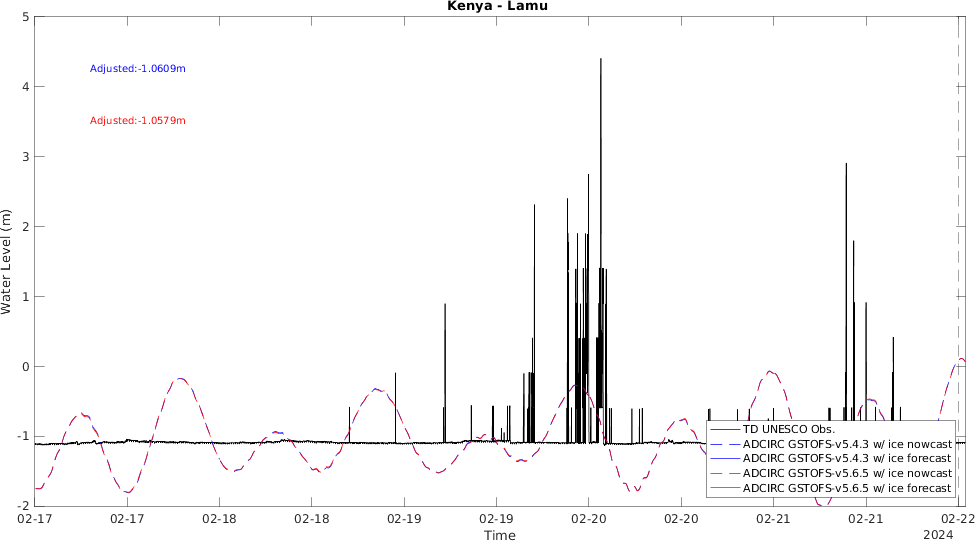 Kenya - Lamu
5
4
3
2
1
0
-1
-2
Water Level (m)
Adjusted:-1.0609m
Adjusted:-1.0579m
TD UNESCO Obs.
ADCIRC GSTOFS-v5.4.3 w/ ice nowcast
ADCIRC GSTOFS-v5.4.3 w/ ice forecast
ADCIRC GSTOFS-v5.6.5 w/ ice nowcast
ADCIRC GSTOFS-v5.6.5 w/ ice forecast
02-17 02-17 02-18 02-18 02-19 02-19 02-20 02-20 02-21 02-21 02-22
Time
2024